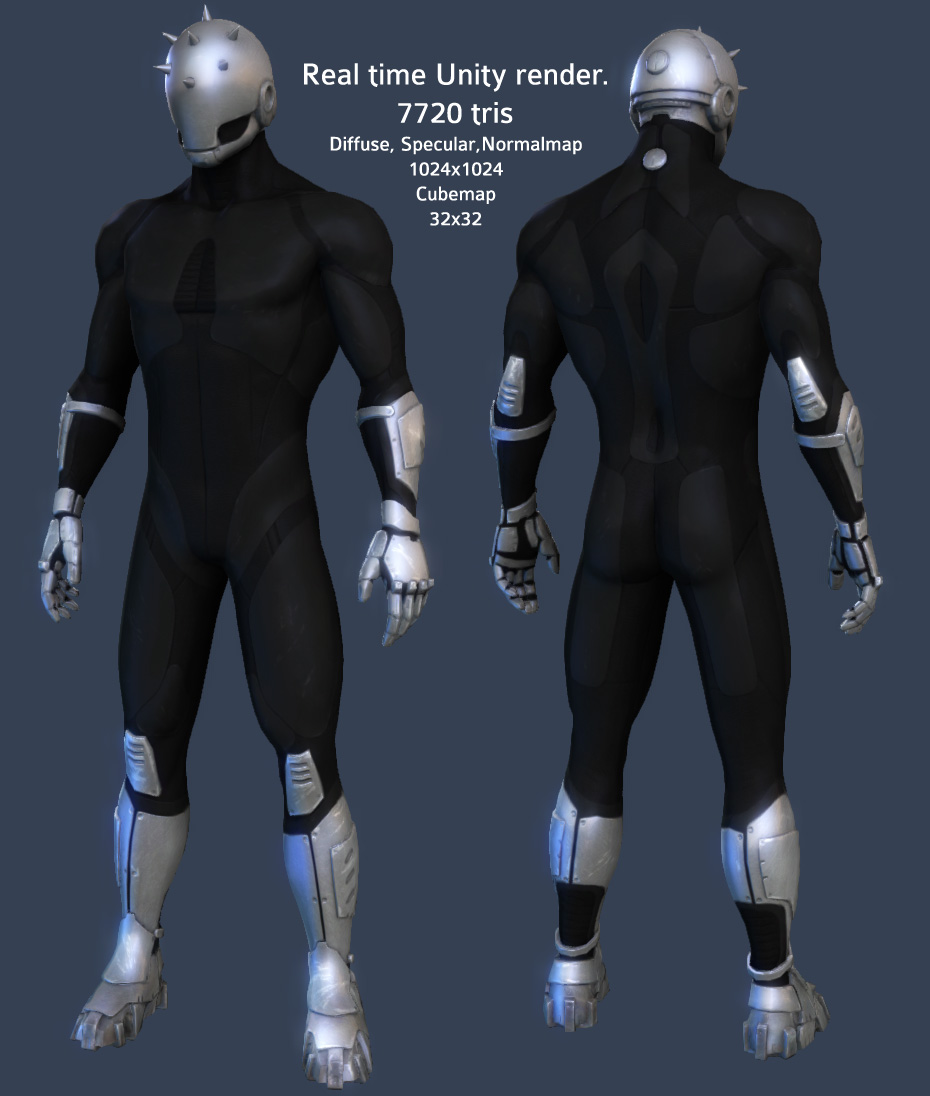 Real time Unity render.
7720 tris
Diffuse, Specular,Normalmap
1024x1024
Cubemap
32x32